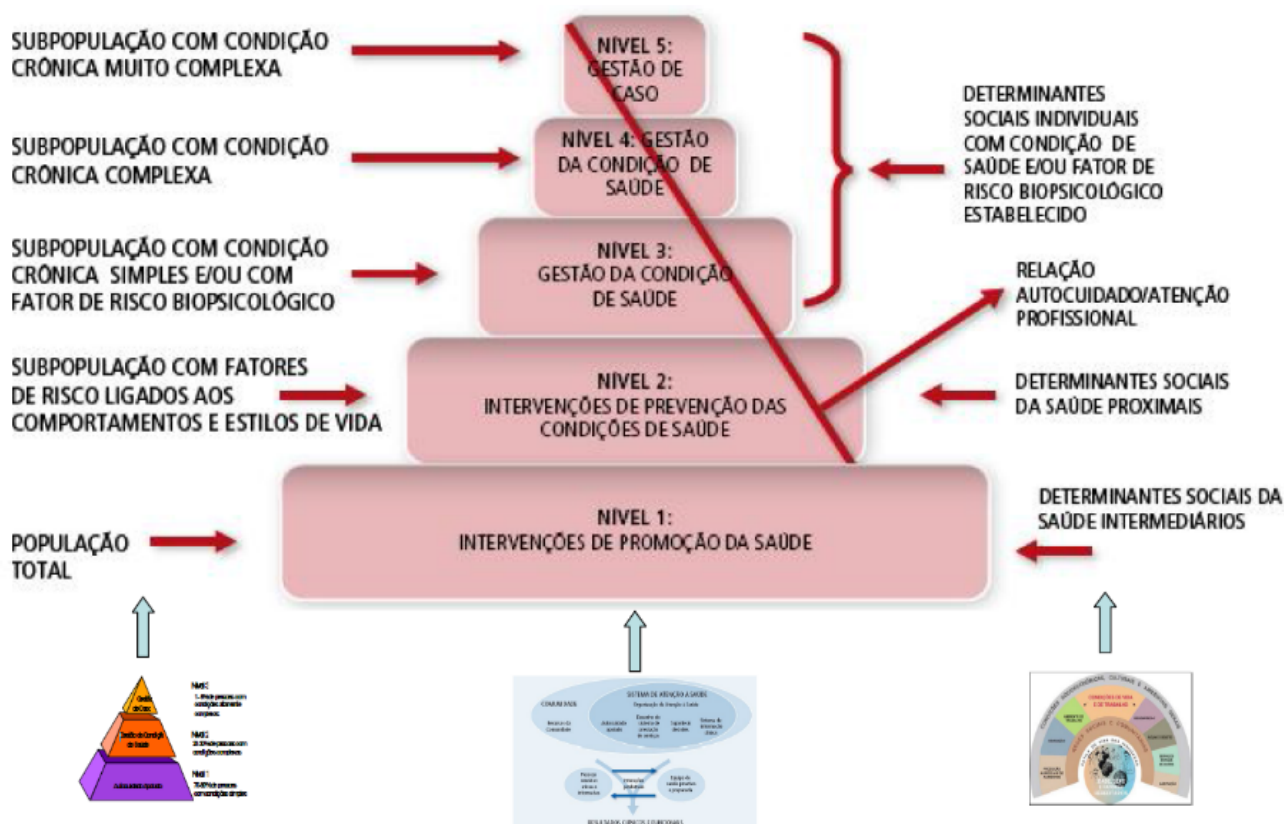 SUBPOPULAÇÃO COM CONDIÇÃO
CRÔNICA MUITO COMPLEXA
SUBPOPULAÇÃO COM CONDIÇÃO
CRÔNICA COMPLEXA
SUBPOPULAÇÃO COM CONDIÇÃO
CRÔNICA SIMPLES E/OU COM
FATOR DE RISCO BIOPSICOLÓGICO
SUBPOPULAÇÃO COM FATORES
DE RISCO LIGADOS AOS
COMPORTAMENTOS E ESTILOS DE VIDA
POPULAÇÃO
TOTAL
NÍVEL 5:
GESTÃO DE
CASO
NÍVEL 4: GESTÃO
DA CONDIÇÃO DE
SAÚDE
NÍVEL 3:
GESTÃO DA CONDIÇÃO
DE SAÚDE
NÍVEL 2:
INTERVENÇÕES DE PREVENÇÃO DAS
CONDIÇÕES DE SAÚDE
NÍVEL 1:
INTERVENÇÕES DE PROMOÇÃO DA SAÚDE
DETERMINANTES
SOCIAIS INDIVIDUAIS
COM CONDIÇÃO DE
SAÚDE E/OU FATOR DE
RISCO BIOPSICOLÓGICO
ESTABELECIDO
RELAÇÃO
AUTOCUIDADO/ATENÇÃO
PROFISSIONAL
DETERMINANTES SOCIAIS
DA SAÚDE PROXIMAIS
DETERMINANTES SOCIAIS DA
SAÚDE INTERMEDIÁRIOS
SISTEMA DE ATENÇÃO À SAÚDE
COMUNIDADE
CONDIÇÕES DE VIDA
E DE TRABALHO